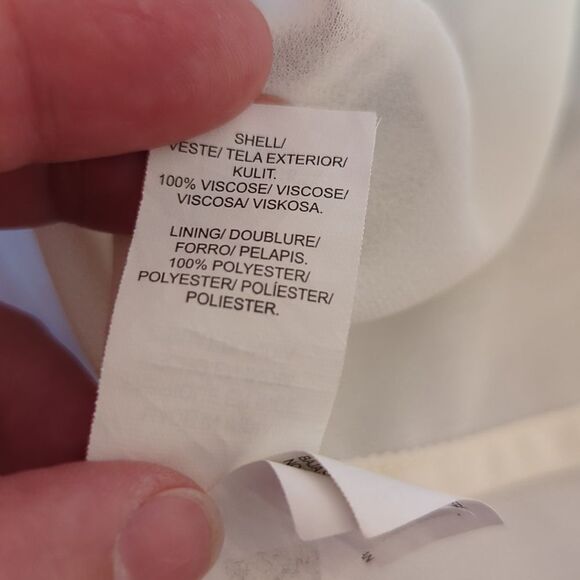 SHELL/
VESTE/ TELA EXTERIOR/
KULIT.
100% VISCOSE/ VISCOSE/
VISCOSA/ VISKOSA.
LINING/ DOUBLURE/
FORRO/ PELAPIS.
100% POLYESTER/
POLYESTER/ POLÍESTER/
POLIESTER.